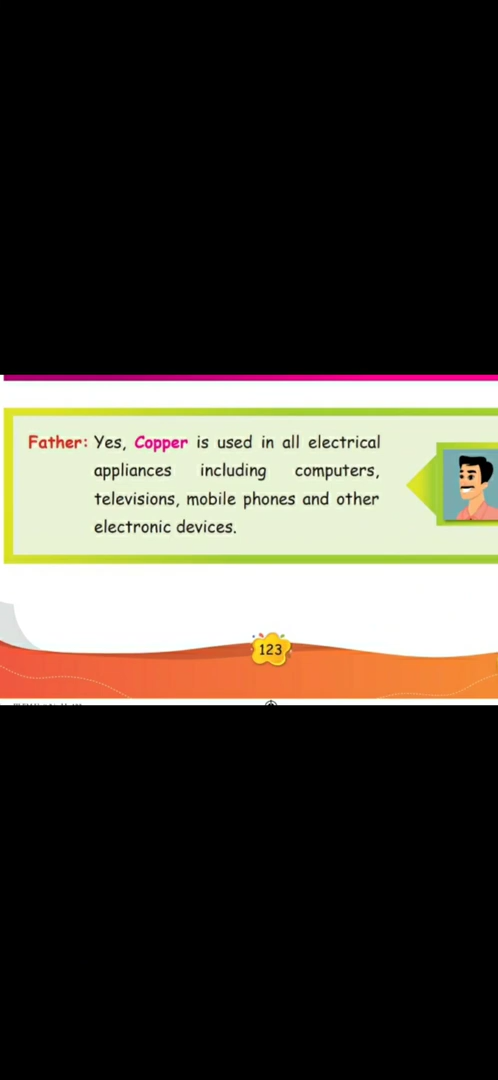 Father: Yes, Copper is used in all electrical
appliances including computers,
televisions, mobile phones and other
electronic devices.
123